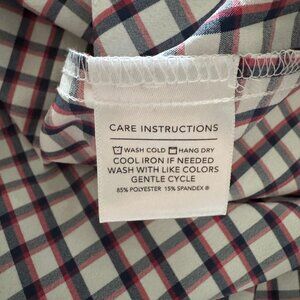 CARE INSTRUCTIONS
WASH COLD HANG DRY
COOL IRON IF NEEDED
WASH WITH LIKE COLORS
GENTLE CYCLE
85% POLYESTER 15% SPANDEX ®